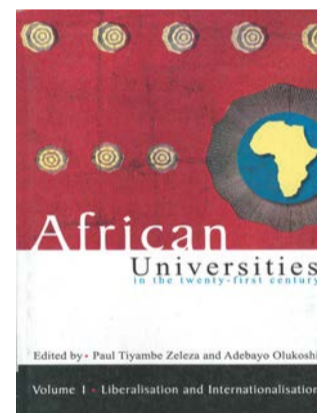 African
Universities
in the twenty-first century
Edited by • Paul Tiyambe Zeleza and Adebayo Olukoshi
Volume 1 • Liberalisation and Internationalisation